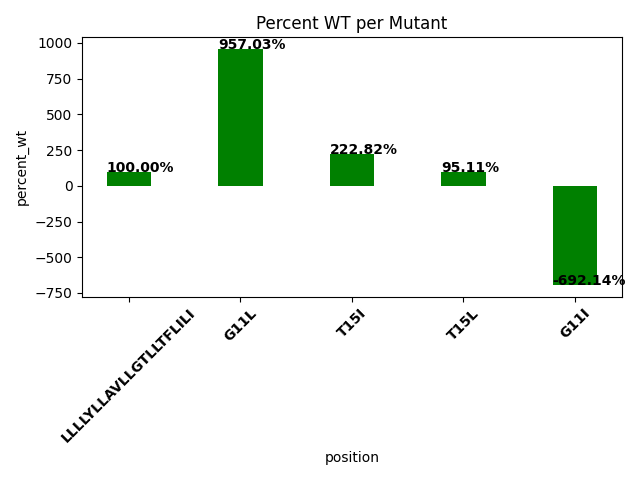 Percent WT per Mutant
percent_wt
1000
750
500
250
0
−250
−500
−750
100.00%
957.03%
222.82%
95.11%
-692.14%
LLLLYLLAVLLGTLLTFLILI
G11L
T15I
T15L
G11I
position